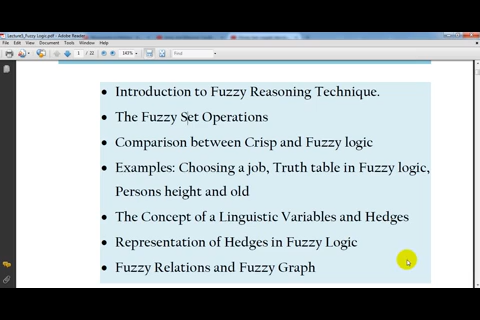 Lecture3_Fuzzy Logic.pdf - Adobe Reader
File Edit View Document Tools Window Help
1 / 22 145% Find
• Introduction to Fuzzy Reasoning Technique.
• The Fuzzy Set Operations
• Comparison between Crisp and Fuzzy logic
• Examples: Choosing a job, Truth table in Fuzzy logic,
Persons height and old
• The Concept of a Linguistic Variables and Hedges
• Representation of Hedges in Fuzzy Logic
• Fuzzy Relations and Fuzzy Graph